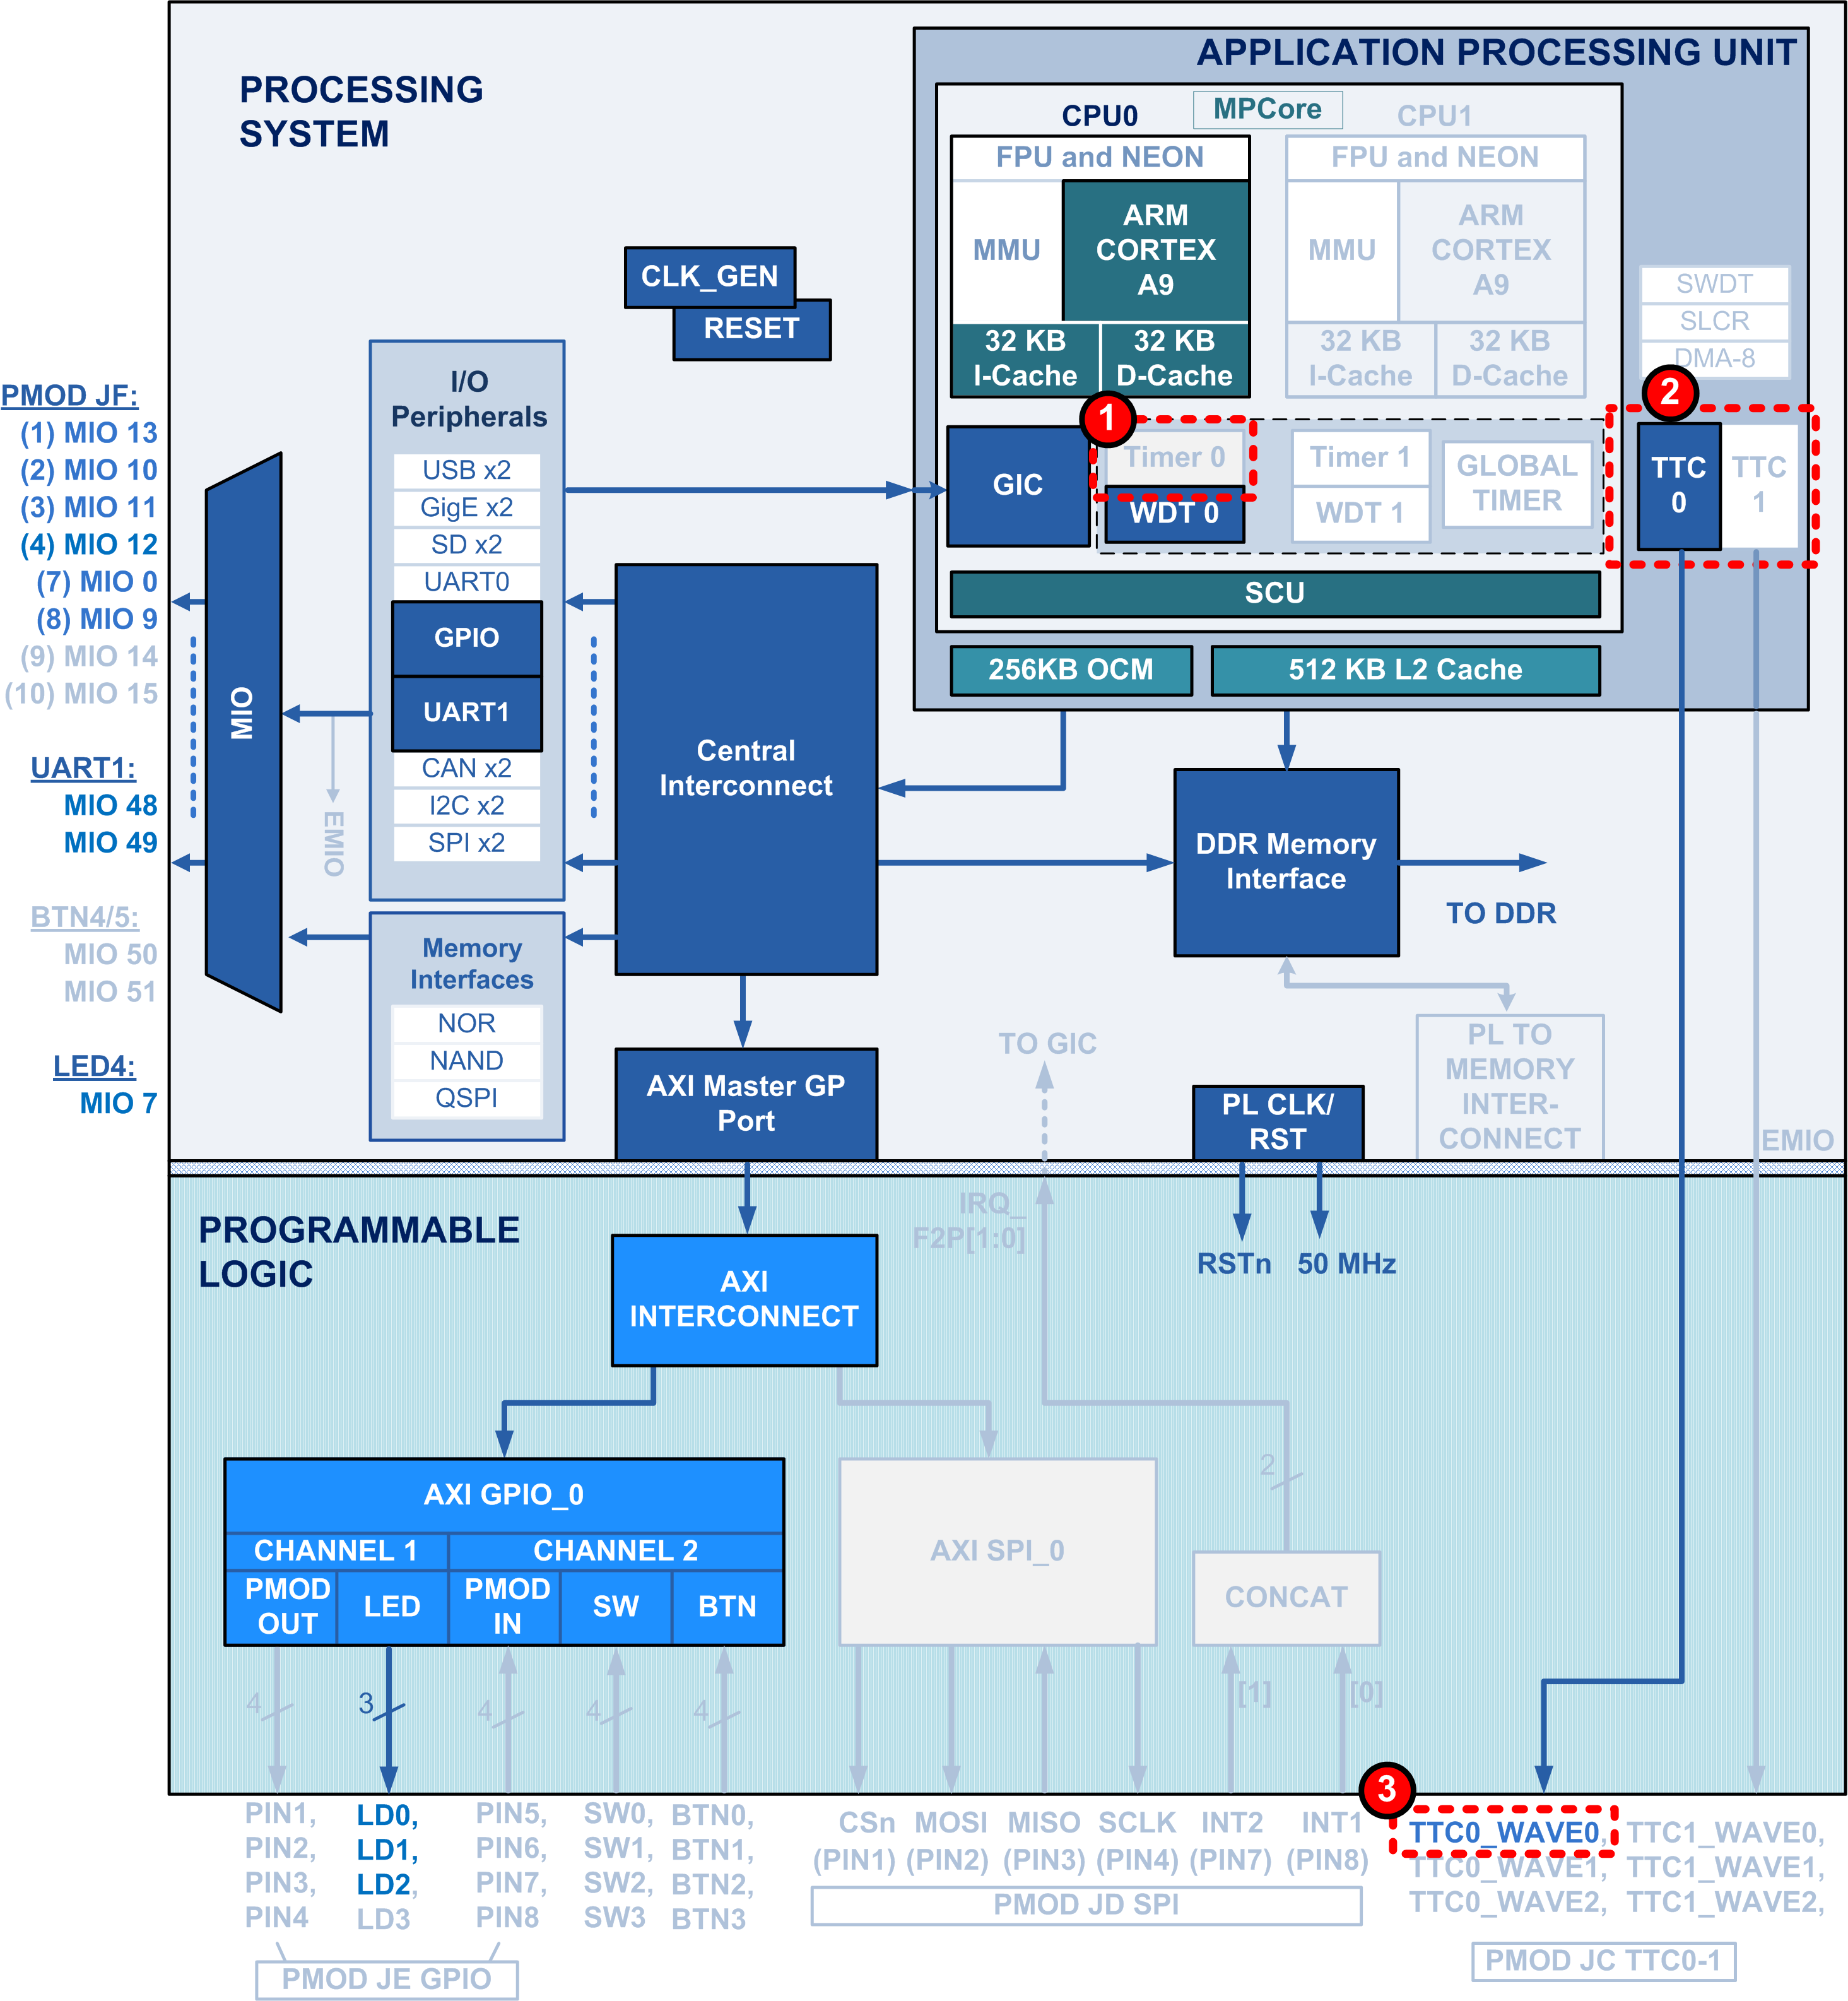 APPLICATION PROCESSING UNIT
PROCESSING
SYSTEM
CPU0
MPCore
CPU1
FPU and NEON
MMU
ARM
CORTEX
A9
32 KB
I-Cache
32 KB
D-Cache
FPU and NEON
MMU
ARM
CORTEX
A9
32 KB
I-Cache
32 KB
D-Cache
SWDT
SLCR
DMA-8
CLK_GEN
RESET
1
2
GIC
Timer 0
WDT 0
Timer 1
WDT 1
GLOBAL
TIMER
TTC
0
TTC
1
SCU
256KB OCM
512 KB L2 Cache
PMOD JF:
(1) MIO 13
(2) MIO 10
(3) MIO 11
(4) MIO 12
(7) MIO 0
(8) MIO 9
(9) MIO 14
(10) MIO 15
UART1:
MIO 48
MIO 49
BTN4/5:
MIO 50
MIO 51
LED4:
MIO 7
MIO
I/O
Peripherals
USB x2
GigE x2
SD x2
UART0
GPIO
UART1
CAN x2
I2C x2
SPI x2
EMIO
Memory
Interfaces
NOR
NAND
QSPI
Central
Interconnect
DDR Memory
Interface
TO DDR
AXI Master GP
Port
TO GIC
PL CLK/
RST
PL TO
MEMORY
INTER-
CONNECT
EMIO
PROGRAMMABLE
LOGIC
IRQ_
F2P[1:0]
RSTn
50 MHz
AXI
INTERCONNECT
AXI GPIO_0
CHANNEL 1
CHANNEL 2
PMOD
OUT
LED
PMOD
IN
SW
BTN
AXI SPI_0
2
CONCAT
4
3
4
4
4
[1]
[0]
3
PIN1,
PIN2,
PIN3,
PIN4
LD0,
LD1,
LD2,
LD3
PIN5,
PIN6,
PIN7,
PIN8
SW0,
SW1,
SW2,
SW3
BTN0,
BTN1,
BTN2,
BTN3
CSn
(PIN1)
MOSI
(PIN2)
MISO
(PIN3)
SCLK
(PIN4)
INT2
(PIN7)
INT1
(PIN8)
TTC0_WAVE0,
TTC0_WAVE1,
TTC0_WAVE2,
TTC1_WAVE0,
TTC1_WAVE1,
TTC1_WAVE2,
PMOD JD SPI
PMOD JE GPIO
PMOD JC TTC0-1